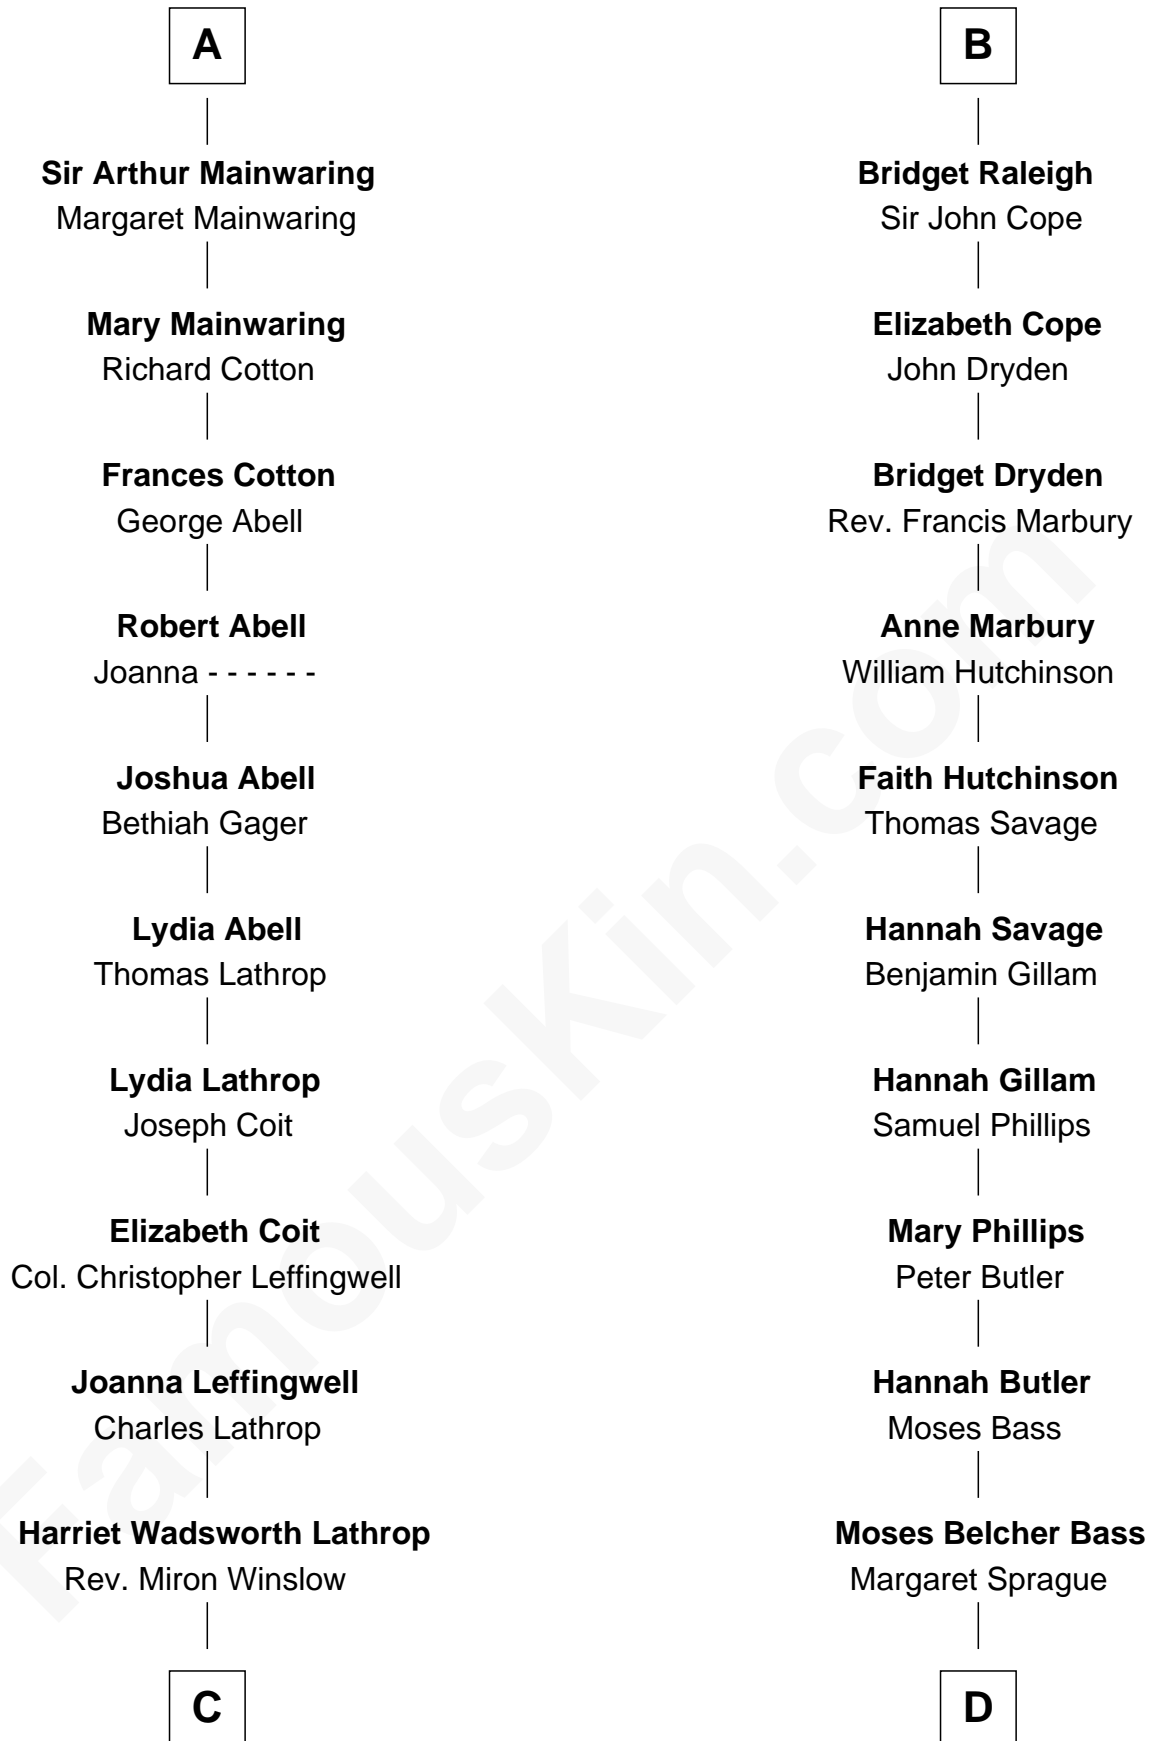 A
Sir Arthur Mainwaring
Margaret Mainwaring
Mary Mainwaring
Richard Cotton
Frances Cotton
George Abell
Robert Abell
Joanna - - - - - -
Joshua Abell
Bethiah Gager
Lydia Abell
Thomas Lathrop
Lydia Lathrop
Joseph Coit
Elizabeth Coit
Col. Christopher Leffingwell
Joanna Leffingwell
Charles Lathrop
Harriet Wadsworth Lathrop
Rev. Miron Winslow
C
B
Bridget Raleigh
Sir John Cope
Elizabeth Cope
John Dryden
Bridget Dryden
Rev. Francis Marbury
Anne Marbury
William Hutchinson
Faith Hutchinson
Thomas Savage
Hannah Savage
Benjamin Gillam
Hannah Gillam
Samuel Phillips
Mary Phillips
Peter Butler
Hannah Butler
Moses Bass
Moses Belcher Bass
Margaret Sprague
D
FamousKin.com